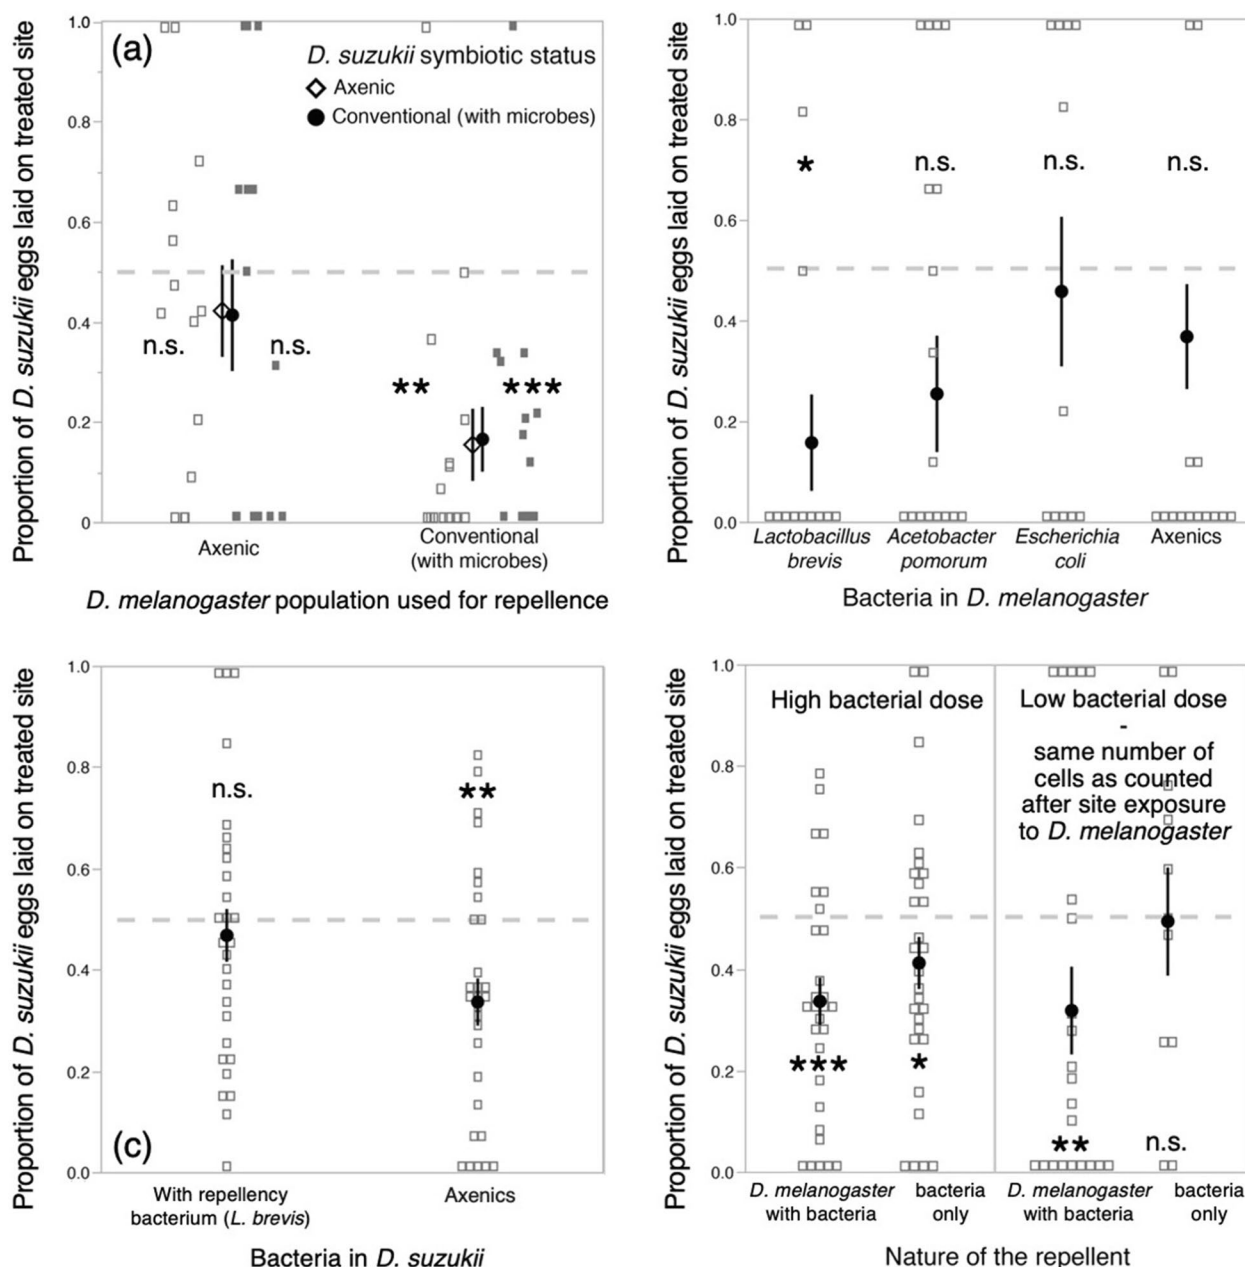 Proportion of D. suzukii eggs laid on treated site
(a)
D. suzukii symbiotic status
Axenic
Conventional (with microbes)
1.0
0.8
0.6
0.4
0.2
0
n.s.
n.s.
**
***
Axenic
Conventional
(with microbes)
D. melanogaster population used for repellence
Proportion of D. suzukii eggs laid on treated site
1.0
0.8
0.6
0.4
0.2
0.0
*
n.s.
n.s.
n.s.
Lactobacillus
brevis
Acetobacter
pomorum
Escherichia
coli
Axenics
Bacteria in D. melanogaster
Proportion of D. suzukii eggs laid on treated site
1.0
0.8
0.6
0.4
0.2
0.0
n.s.
**
(c)
With repellency
bacterium (L. brevis)
Axenics
Bacteria in D. suzukii
Proportion of D. suzukii eggs laid on treated site
1.0
0.8
0.6
0.4
0.2
0.0
High bacterial dose
Low bacterial dose
-
same number of
cells as counted
after site exposure
to D. melanogaster
***
*
**
n.s.
D. melanogaster
with bacteria
bacteria
only
D. melanogaster
with bacteria
bacteria
only
Nature of the repellent